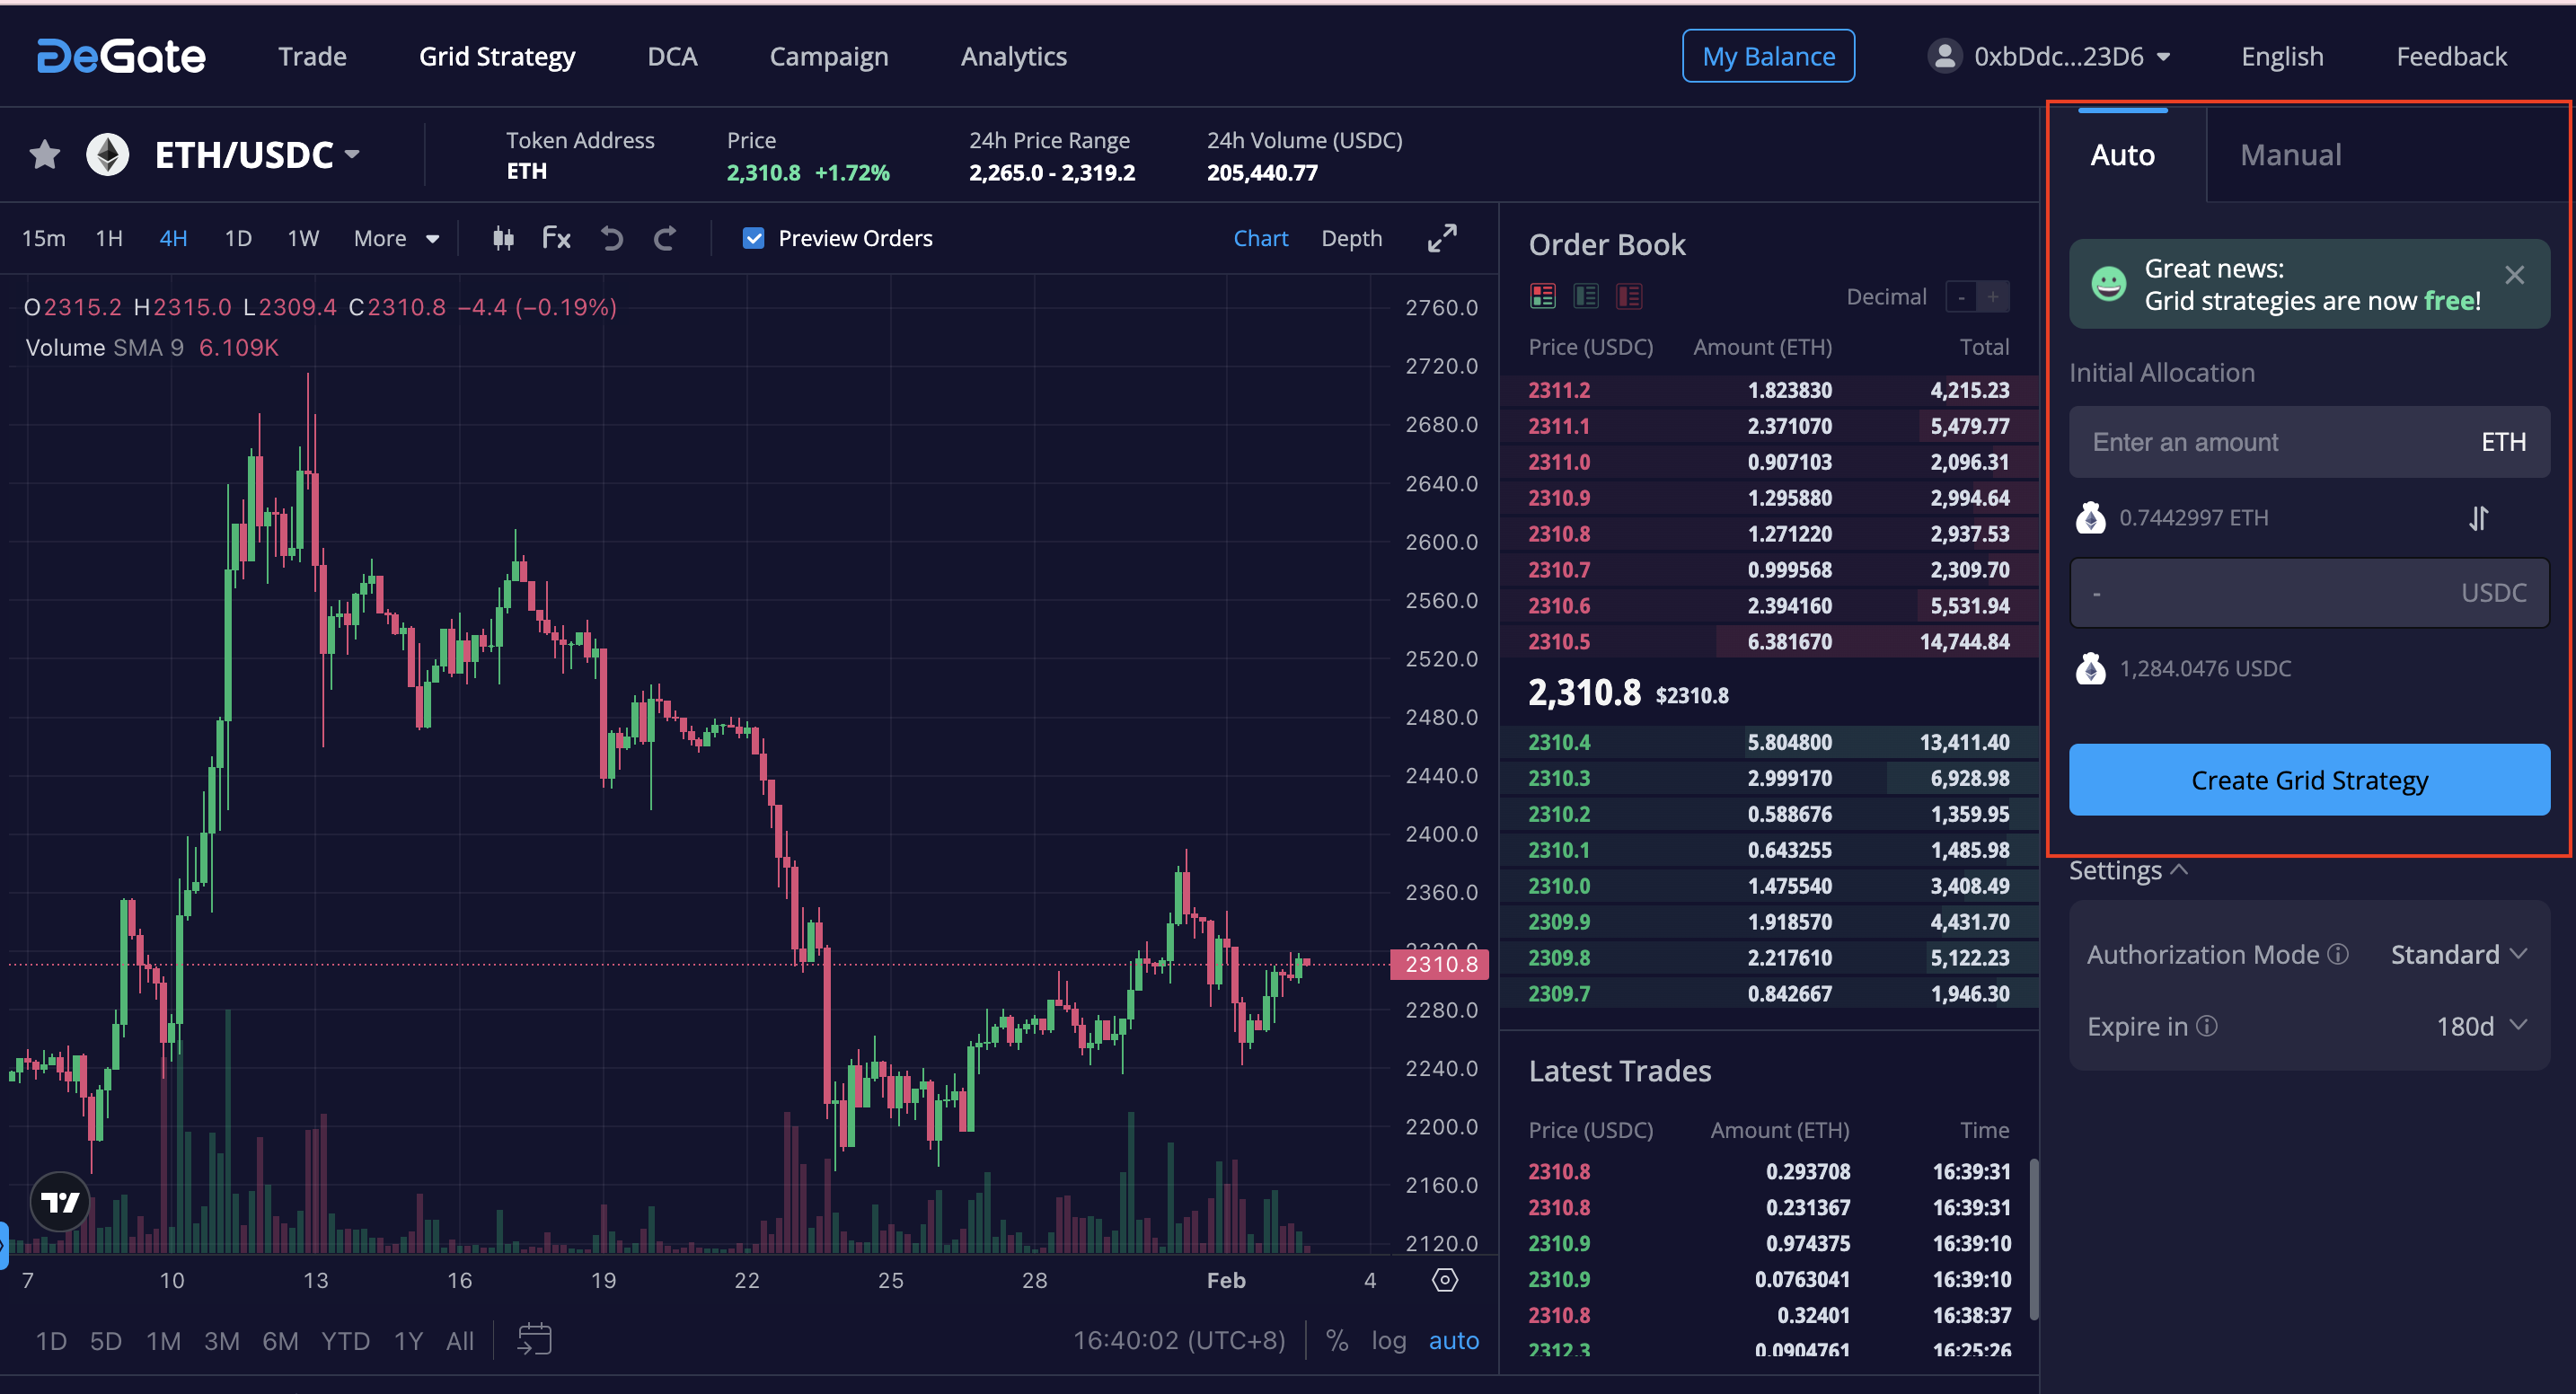 DeGate Trade Grid Strategy DCA Campaign Analytics My Balance 0xbDdc...23D6 English Feedback
ETH/USDC
Token Address Price 24h Price Range 24h Volume (USDC)
ETH 2,310.8 +1.72% 2,265.0 - 2,319.2 205,440.77
15m 1H 4H 1D 1W More Fx Preview Orders Chart Depth
O2315.2 H2315.0 L2309.4 C2310.8 −4.4 (−0.19%)
Volume SMA 9 6.109K
2760.0
2720.0
2680.0
2640.0
2600.0
2560.0
2520.0
2480.0
2440.0
2400.0
2360.0
2310.8
2280.0
2240.0
2200.0
2160.0
2120.0
7 10 13 16 19 22 25 28 Feb 4
1D 5D 1M 3M 6M YTD 1Y All 16:40:02 (UTC+8) % log auto
Order Book
Decimal - +
Price (USDC) Amount (ETH) Total
2311.2 1.823830 4,215.23
2311.1 2.371070 5,479.77
2311.0 0.907103 2,096.31
2310.9 1.295880 2,994.64
2310.8 1.271220 2,937.53
2310.7 0.999568 2,309.70
2310.6 2.394160 5,531.94
2310.5 6.381670 14,744.84
2,310.8 $2310.8
2310.4 5.804800 13,411.40
2310.3 2.999170 6,928.98
2310.2 0.588676 1,359.95
2310.1 0.643255 1,485.98
2310.0 1.475540 3,408.49
2309.9 1.918570 4,431.70
2309.8 2.217610 5,122.23
2309.7 0.842667 1,946.30
Latest Trades
Price (USDC) Amount (ETH) Time
2310.8 0.293708 16:39:31
2310.8 0.231367 16:39:31
2310.9 0.974375 16:39:10
2310.9 0.0763041 16:39:10
2310.8 0.32401 16:38:37
2312.3 0.0904761 16:25:26
Auto Manual
Great news:
Grid strategies are now free!
Initial Allocation
Enter an amount ETH
0.7442997 ETH
- USDC
1,284.0476 USDC
Create Grid Strategy
Settings
Authorization Mode Standard
Expire in 180d